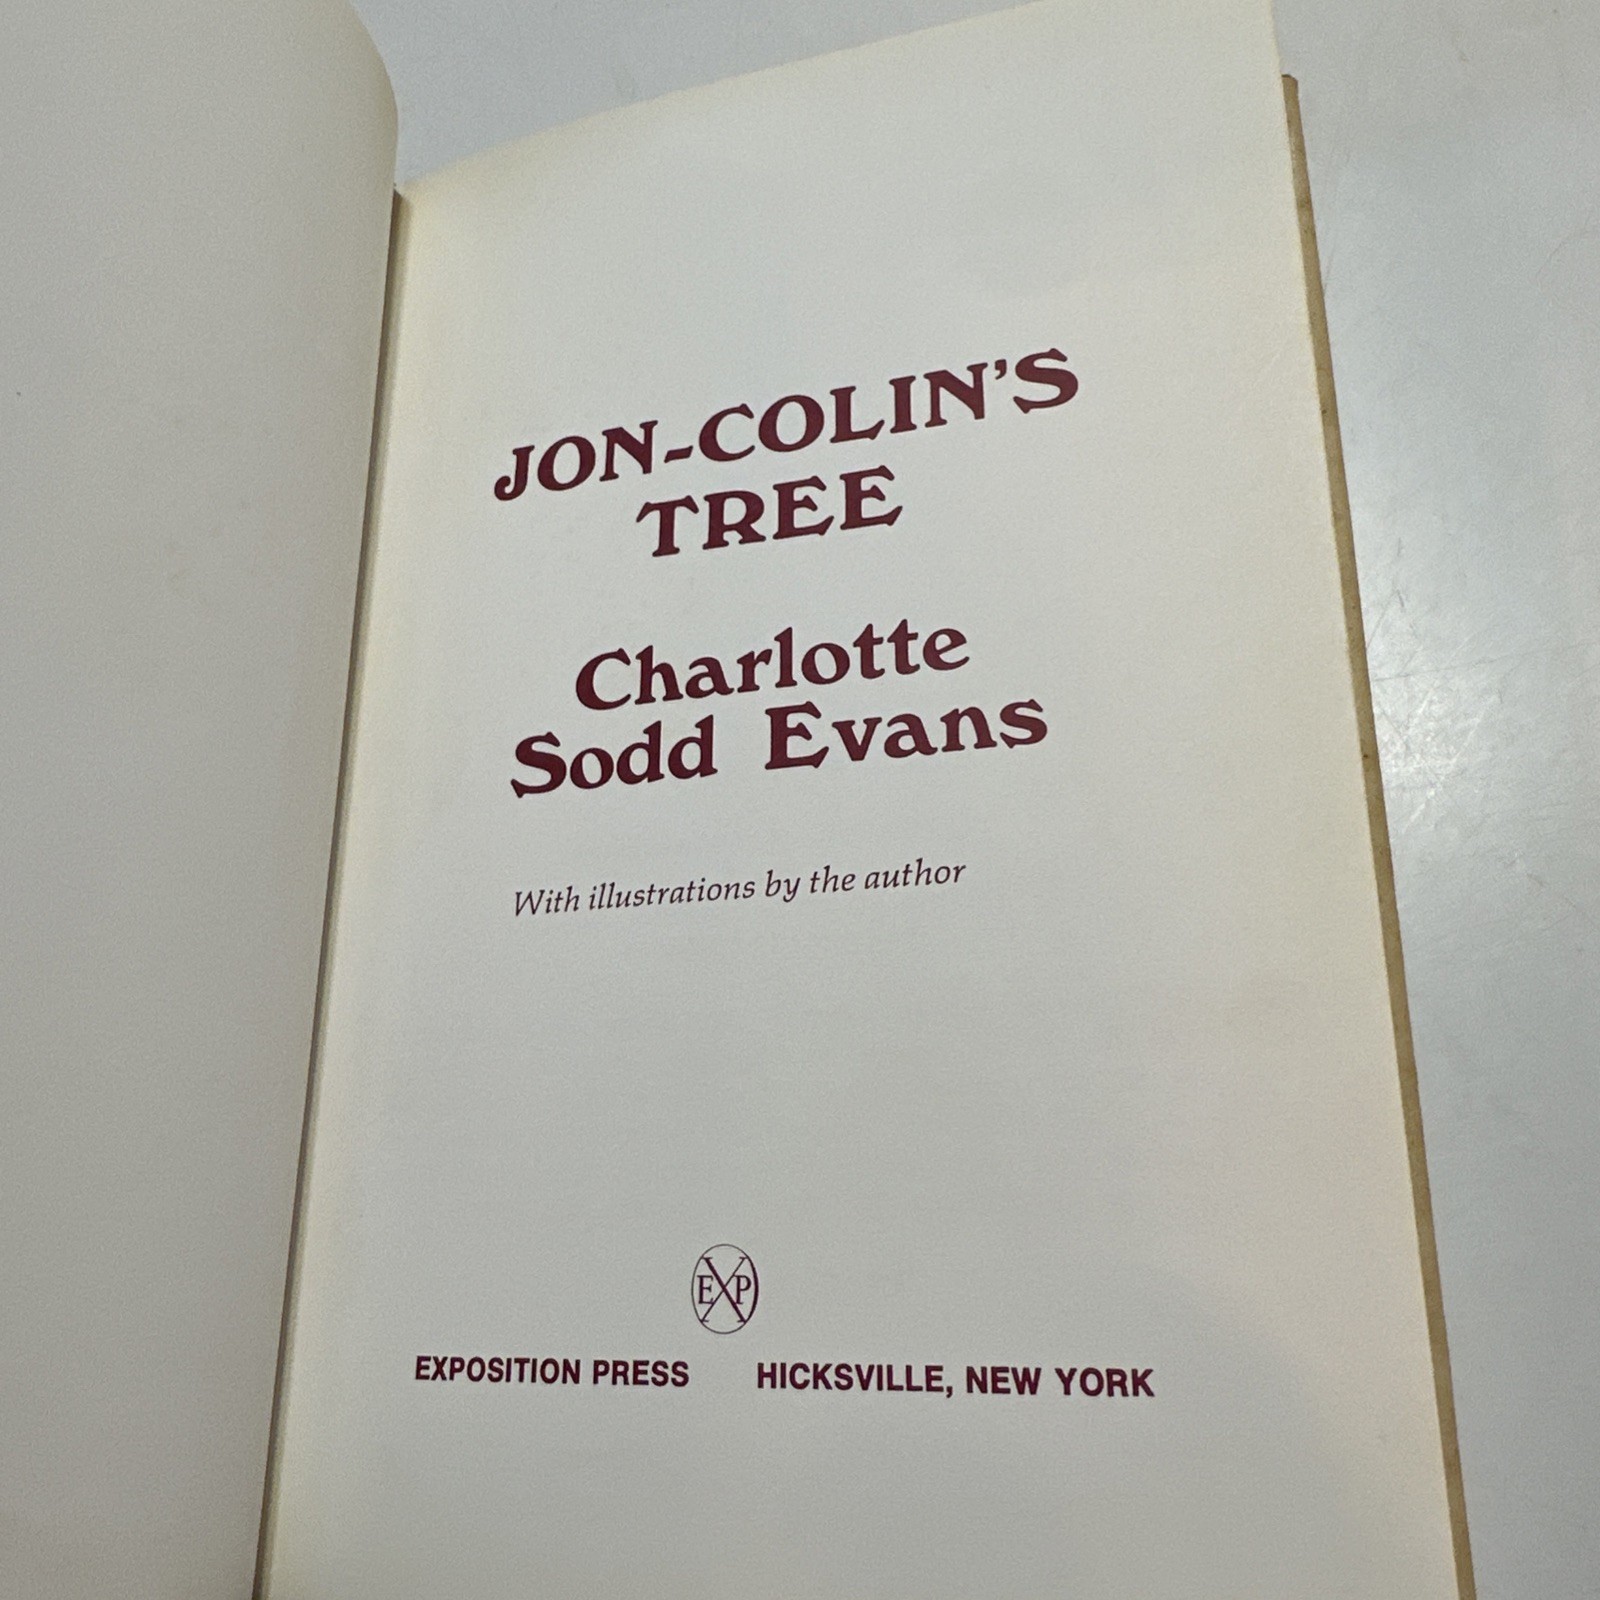 JON-COLIN'S
TREE
Charlotte
Sodd Evans
With illustrations by the author
EXP
EXPOSITION PRESS HICKSVILLE, NEW YORK